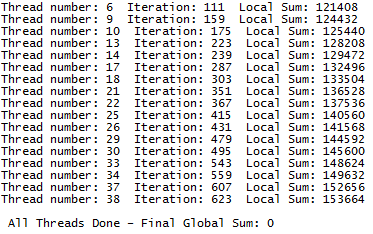 Thread number: 6  Iteration: 111  Local Sum: 121408
Thread number: 9  Iteration: 159  Local Sum: 124432
Thread number: 10  Iteration: 175  Local Sum: 125440
Thread number: 13  Iteration: 223  Local Sum: 128208
Thread number: 14  Iteration: 239  Local Sum: 129472
Thread number: 17  Iteration: 287  Local Sum: 132496
Thread number: 18  Iteration: 303  Local Sum: 133504
Thread number: 21  Iteration: 351  Local Sum: 136528
Thread number: 22  Iteration: 367  Local Sum: 137536
Thread number: 25  Iteration: 415  Local Sum: 140560
Thread number: 26  Iteration: 431  Local Sum: 141568
Thread number: 29  Iteration: 479  Local Sum: 144592
Thread number: 30  Iteration: 495  Local Sum: 145600
Thread number: 33  Iteration: 543  Local Sum: 148624
Thread number: 34  Iteration: 559  Local Sum: 149632
Thread number: 37  Iteration: 607  Local Sum: 152656
Thread number: 38  Iteration: 623  Local Sum: 153664
All Threads Done - Final Global Sum: 0